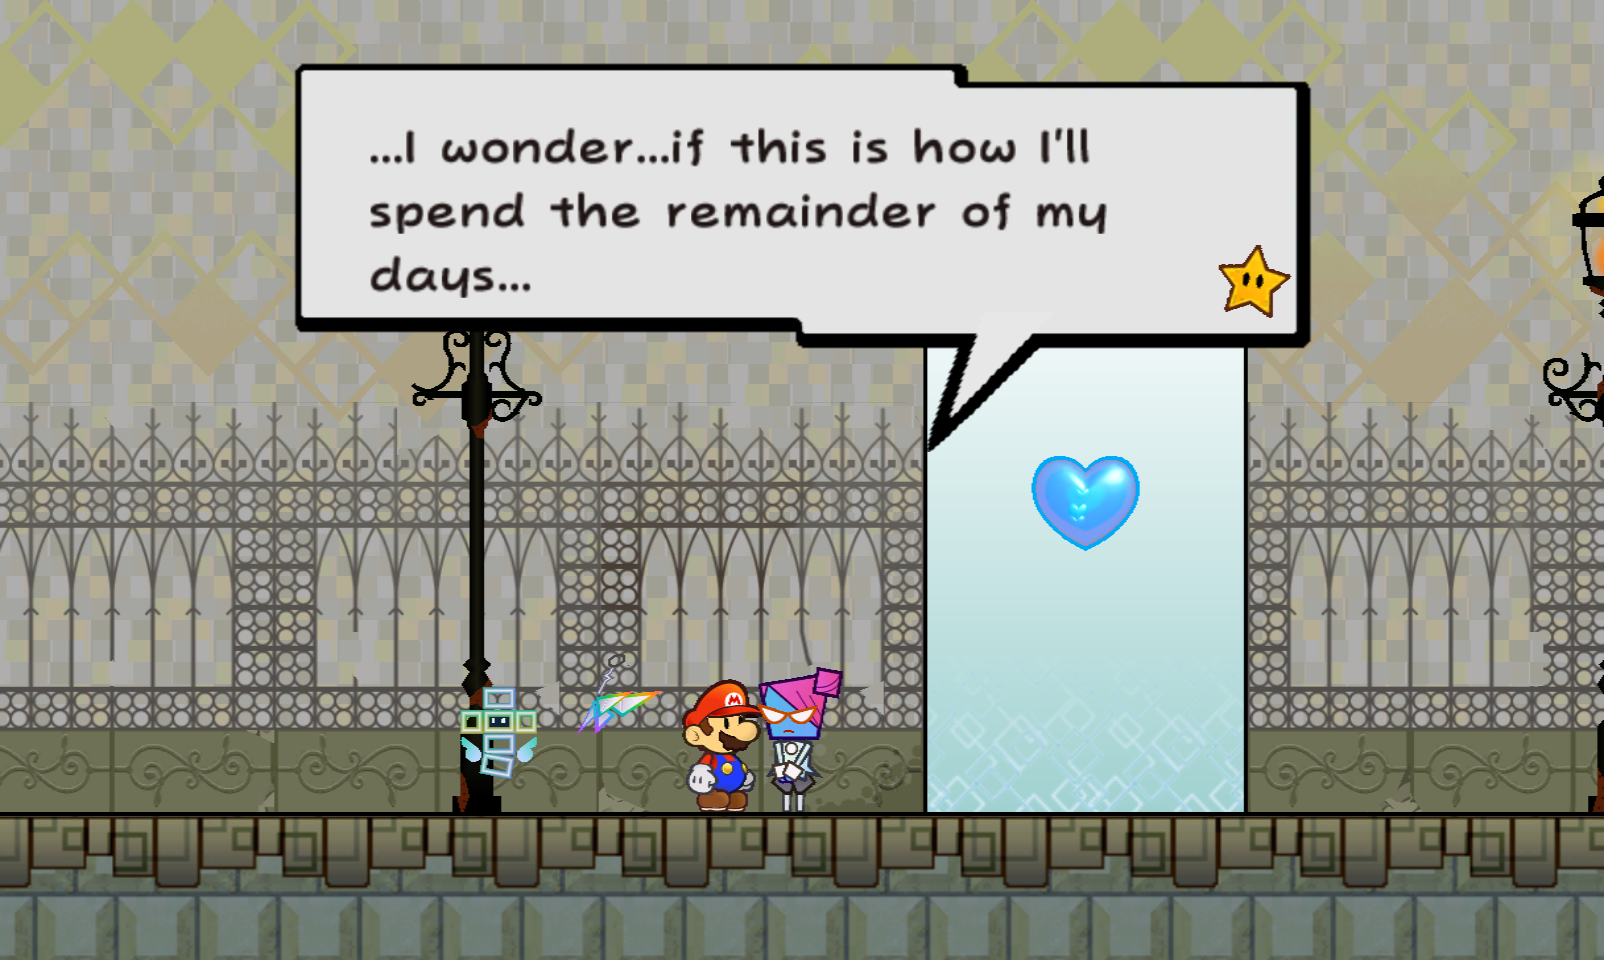 ...I wonder...if this is how I'll
spend the remainder of my
days...
M